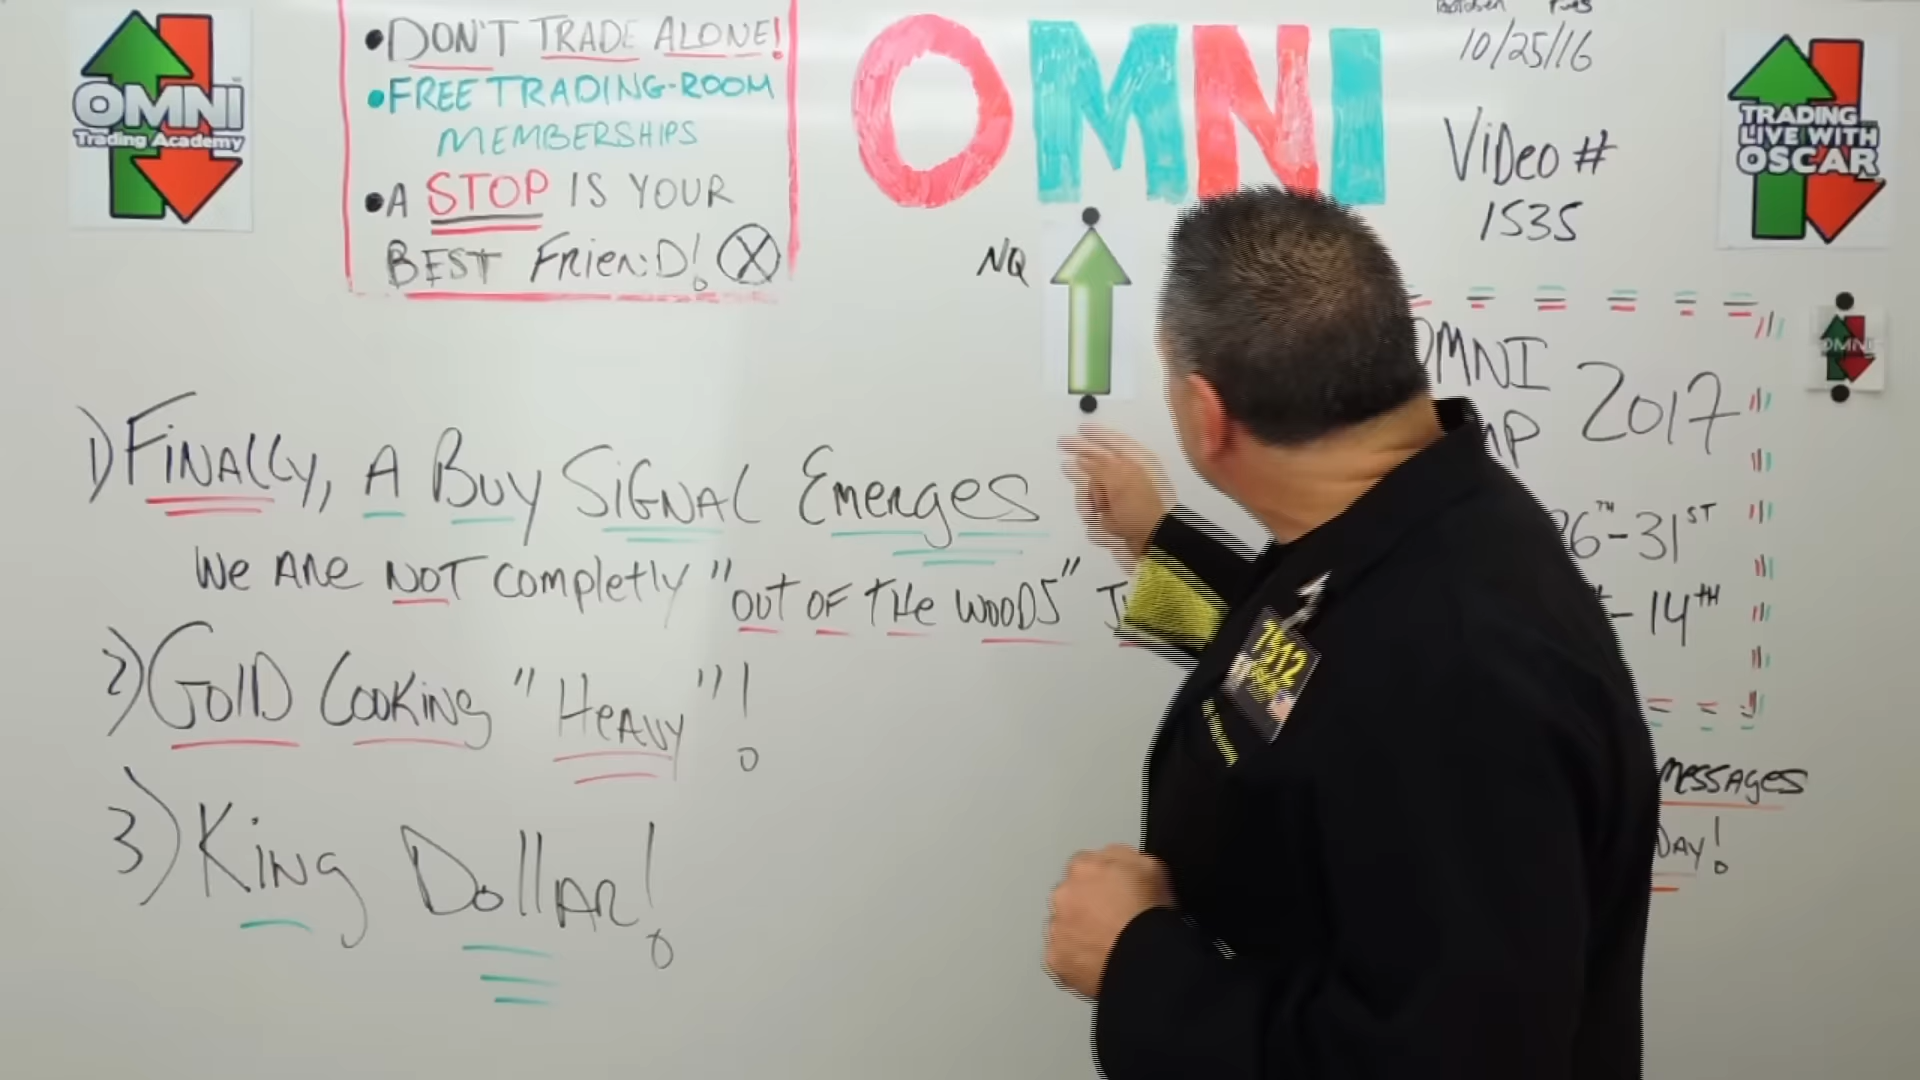 OMNI
Trading Academy
•DON'T TRADE ALONE!
•FREE TRADING-ROOM
MEMBERSHIPS
•A STOP IS YOUR
BEST FRIEND!
OMNI
10/25/16
VIDEO #
1535
TRADING
LIVE WITH
OSCAR
NQ
OMNI
2017
26TH-31ST
-14TH
OMNI
1) FINALLY, A BUY SIGNAL EMERGES
WE ARE NOT COMPLETLY "OUT OF THE WOODS"
2) GOLD COOKING "HEAVY"!
3) KING DOLLAR!
MESSAGES
DAY!